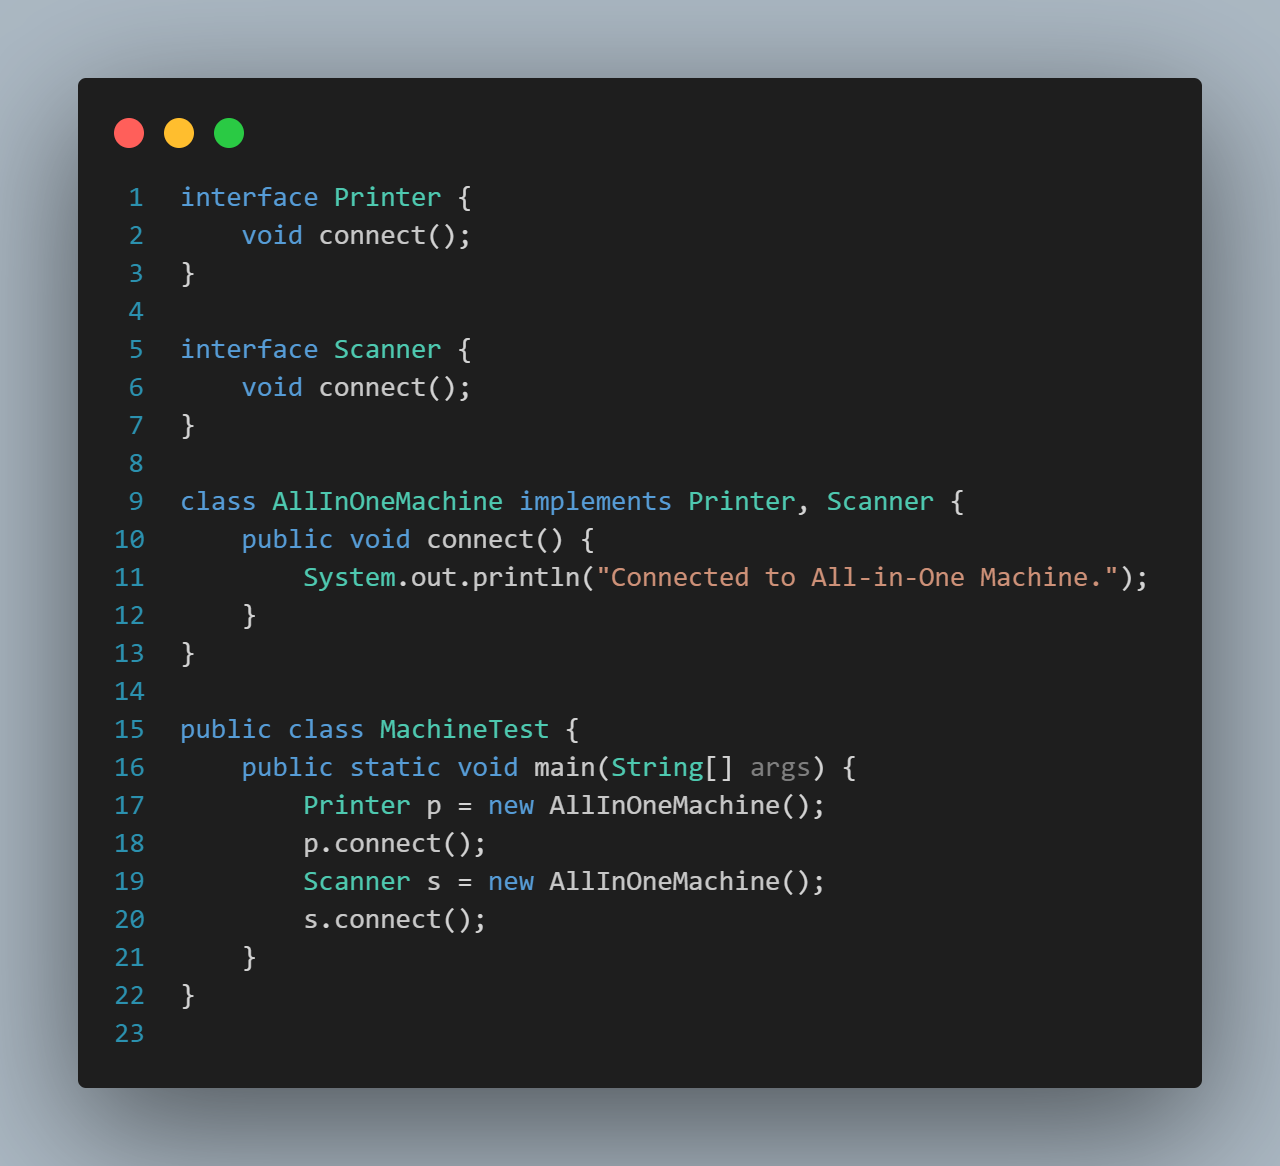 1 interface Printer {
2     void connect();
3 }
4
5 interface Scanner {
6     void connect();
7 }
8
9 class AllInOneMachine implements Printer, Scanner {
10     public void connect() {
11         System.out.println("Connected to All-in-One Machine.");
12     }
13 }
14
15 public class MachineTest {
16     public static void main(String[] args) {
17         Printer p = new AllInOneMachine();
18         p.connect();
19         Scanner s = new AllInOneMachine();
20         s.connect();
21     }
22 }
23